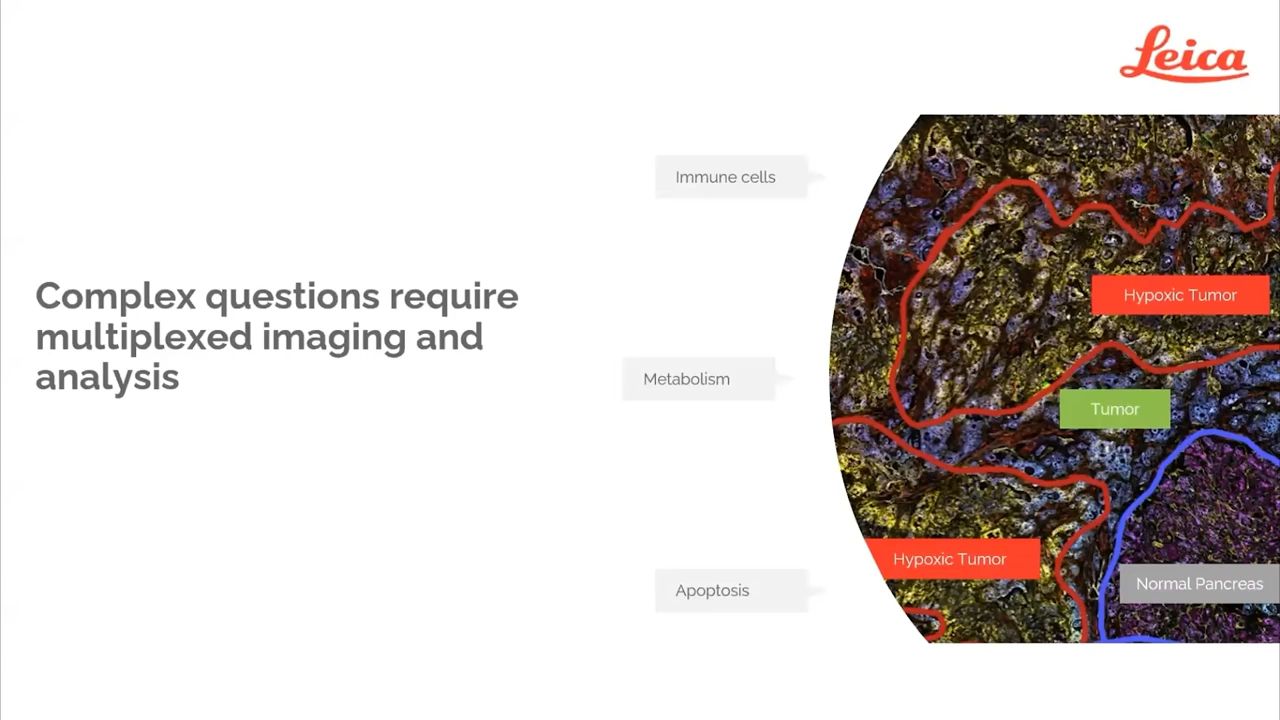 Leica
Complex questions require
multiplexed imaging and
analysis
Immune cells
Metabolism
Apoptosis
Hypoxic Tumor
Tumor
Hypoxic Tumor
Normal Pancreas